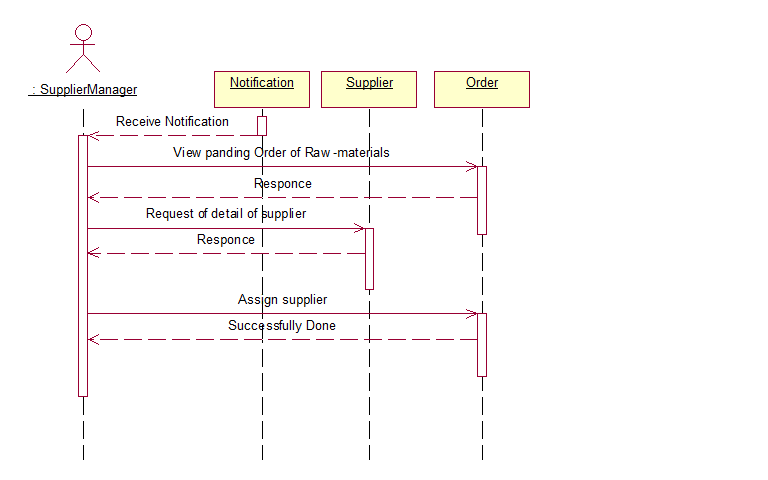 : SupplierManager
Notification
Supplier
Order
Receive Notification
View panding Order of Raw -materials
Responce
Request of detail of supplier
Responce
Assign supplier
Successfully Done